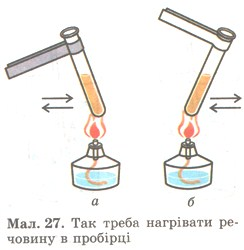 а
б
Мал. 27. Так треба нагрівати ре-
човину в пробірці